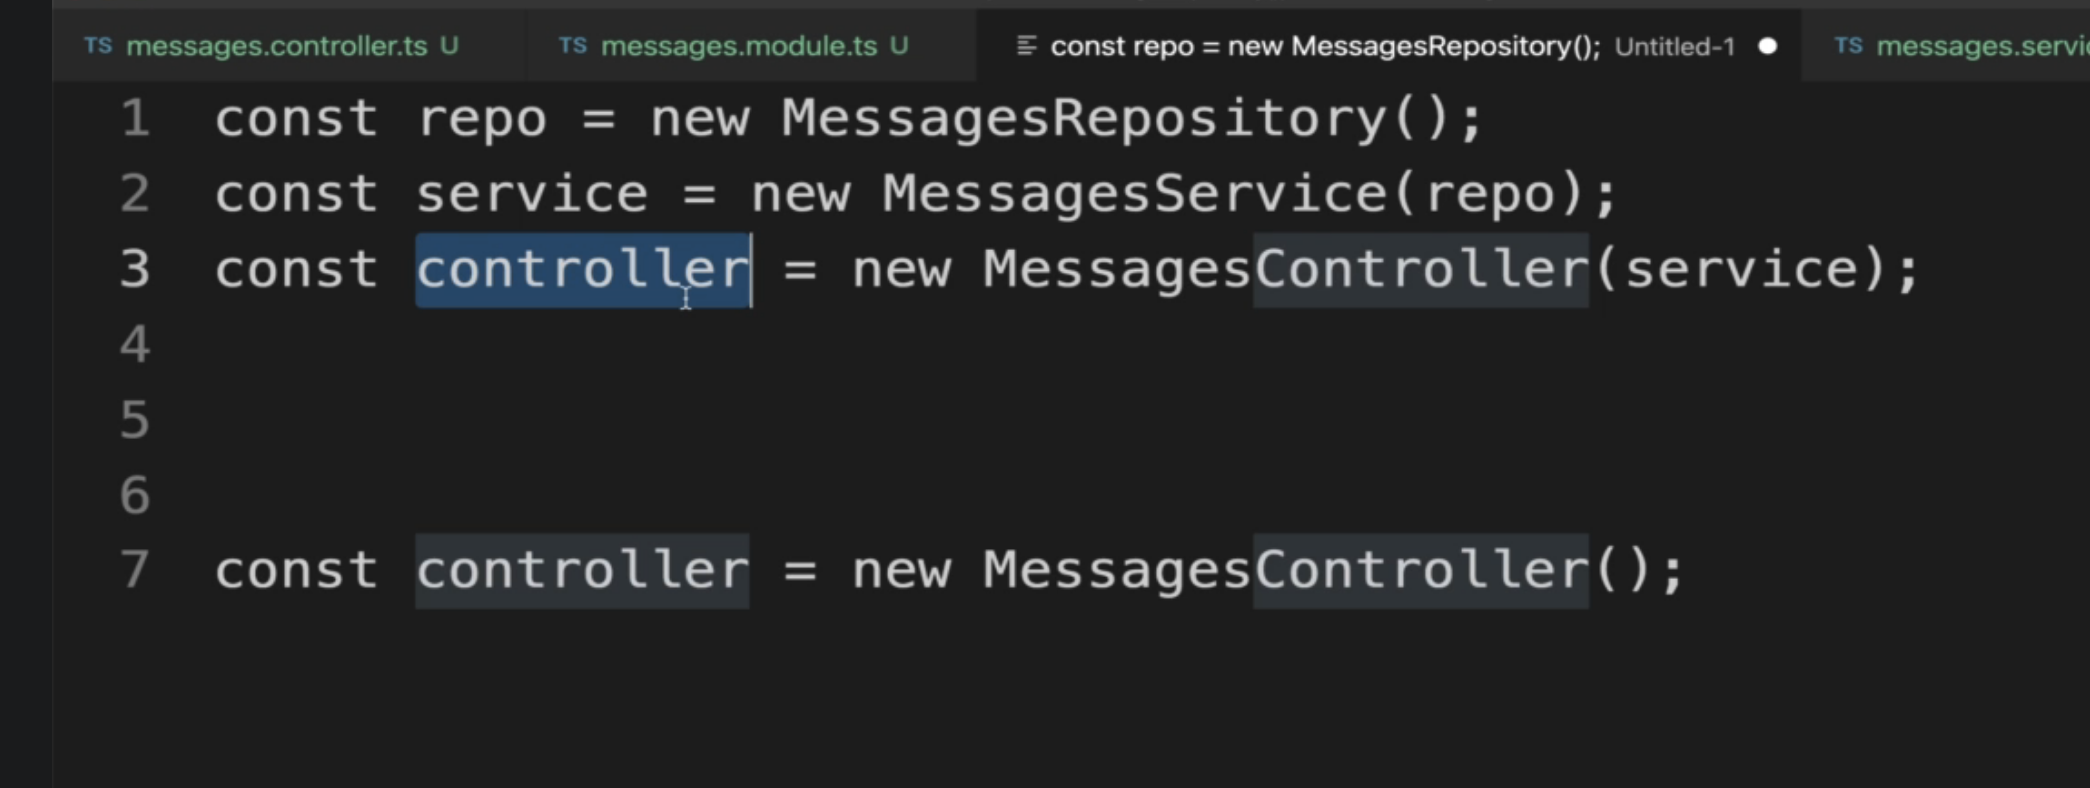 TS messages.controller.ts U
TS messages.module.ts U
const repo = new MessagesRepository(); Untitled-1
TS messages.servic
1 const repo = new MessagesRepository();
2 const service = new MessagesService(repo);
3 const controller = new MessagesController(service);
4
5
6
7 const controller = new MessagesController();